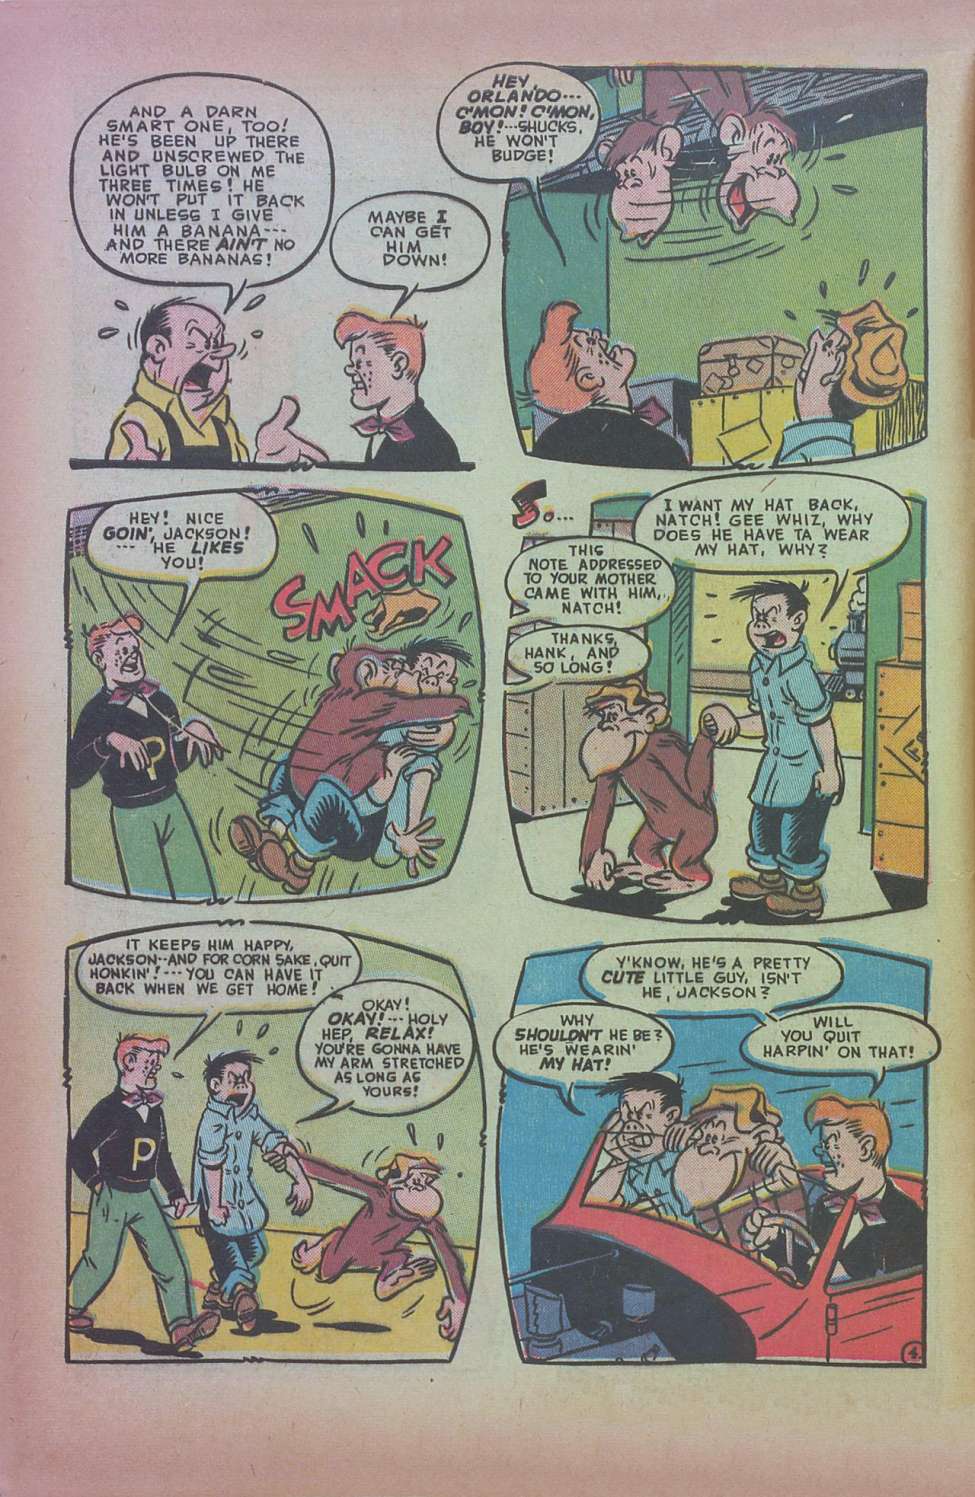 AND A DARN
SMART ONE, TOO!
HE'S BEEN UP THERE
AND UNSCREWED THE
LIGHT BULB ON ME
THREE TIMES! HE
WON'T PUT IT BACK
IN UNLESS I GIVE
HIM A BANANA---
AND THERE AIN'T NO
MORE BANANAS!
MAYBE I
CAN GET
HIM
DOWN!
HEY,
ORLANDO---
C'MON! C'MON,
BOY!---SHUCKS,
HE WON'T
BUDGE!
HEY! NICE
GOIN', JACKSON!
--- HE LIKES
YOU!
SMACK
So...
THIS
NOTE ADDRESSED
TO YOUR MOTHER
CAME WITH HIM,
NATCH!
THANKS,
HANK, AND
SO LONG!
I WANT MY HAT BACK,
NATCH! GEE WHIZ, WHY
DOES HE HAVE TA WEAR
MY HAT, WHY?
IT KEEPS HIM HAPPY,
JACKSON--AND FOR CORN SAKE, QUIT
HONKIN'!---YOU CAN HAVE IT
BACK WHEN WE GET HOME!
OKAY!
OKAY!---HOLY
HEP, RELAX!
YOU'RE GONNA HAVE
MY ARM STRETCHED
AS LONG AS
YOURS!
P
P
Y'KNOW, HE'S A PRETTY
CUTE LITTLE GUY, ISN'T
HE, JACKSON?
WHY
SHOULDN'T HE BE?
HE'S WEARIN'
MY HAT!
WILL
YOU QUIT
HARPIN' ON THAT!
4